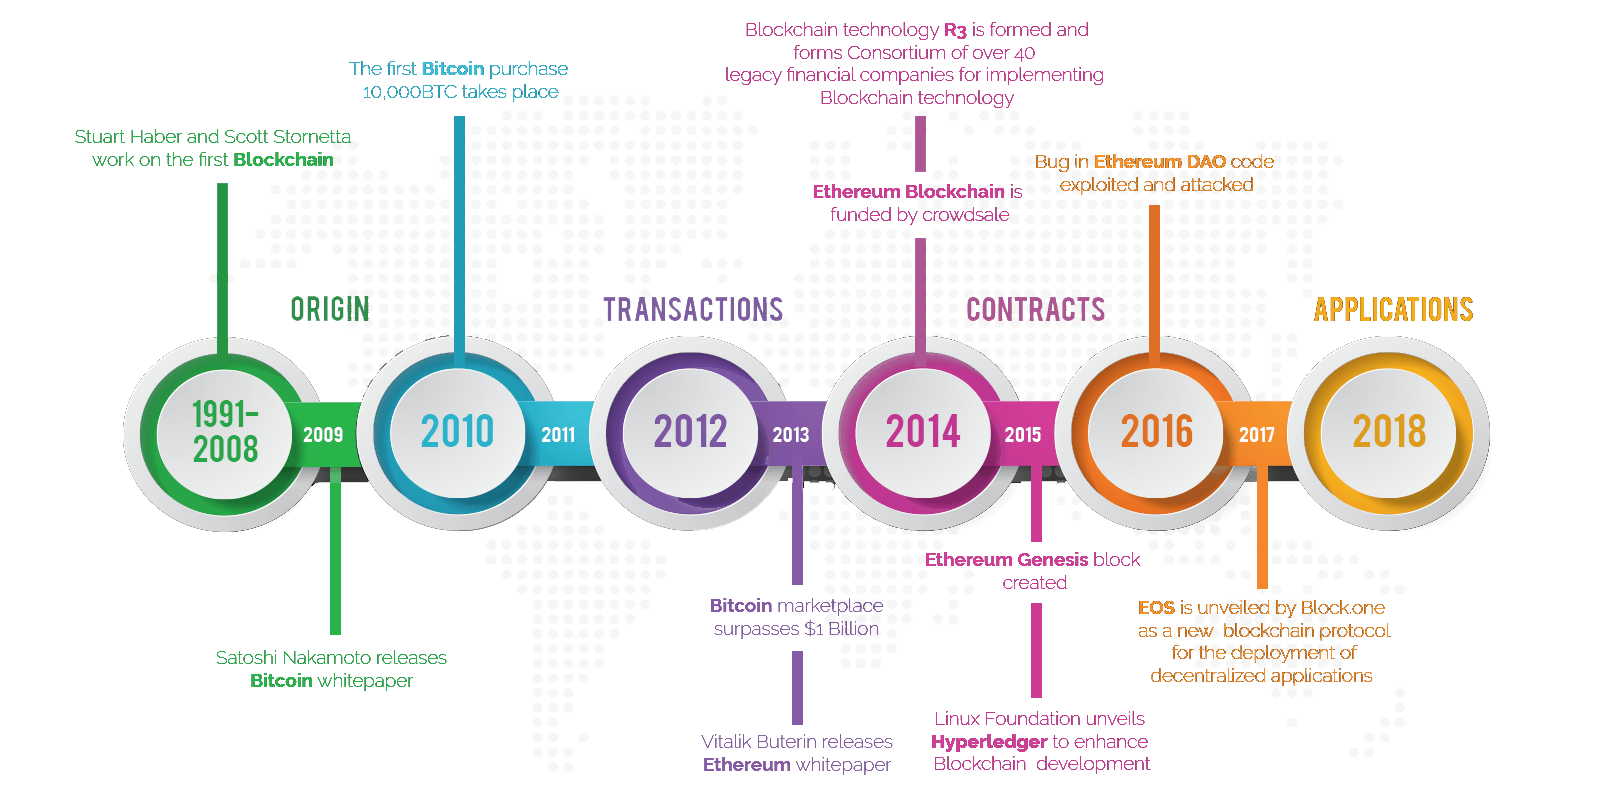 Blockchain technology R3 is formed and
forms Consortium of over 40
legacy financial companies for implementing
Blockchain technology
The first Bitcoin purchase
10,000BTC takes place
Stuart Haber and Scott Stornetta
work on the first Blockchain
Bug in Ethereum DAO code
exploited and attacked
Ethereum Blockchain is
funded by crowdsale
ORIGIN
TRANSACTIONS
CONTRACTS
APPLICATIONS
1991-
2008
2009
2010
2011
2012
2013
2014
2015
2016
2017
2018
Ethereum Genesis block
created
Bitcoin marketplace
surpasses $1 Billion
EOS is unveiled by Block.one
as a new blockchain protocol
for the deployment of
decentralized applications
Satoshi Nakamoto releases
Bitcoin whitepaper
Linux Foundation unveils
Hyperledger to enhance
Blockchain development
Vitalik Buterin releases
Ethereum whitepaper